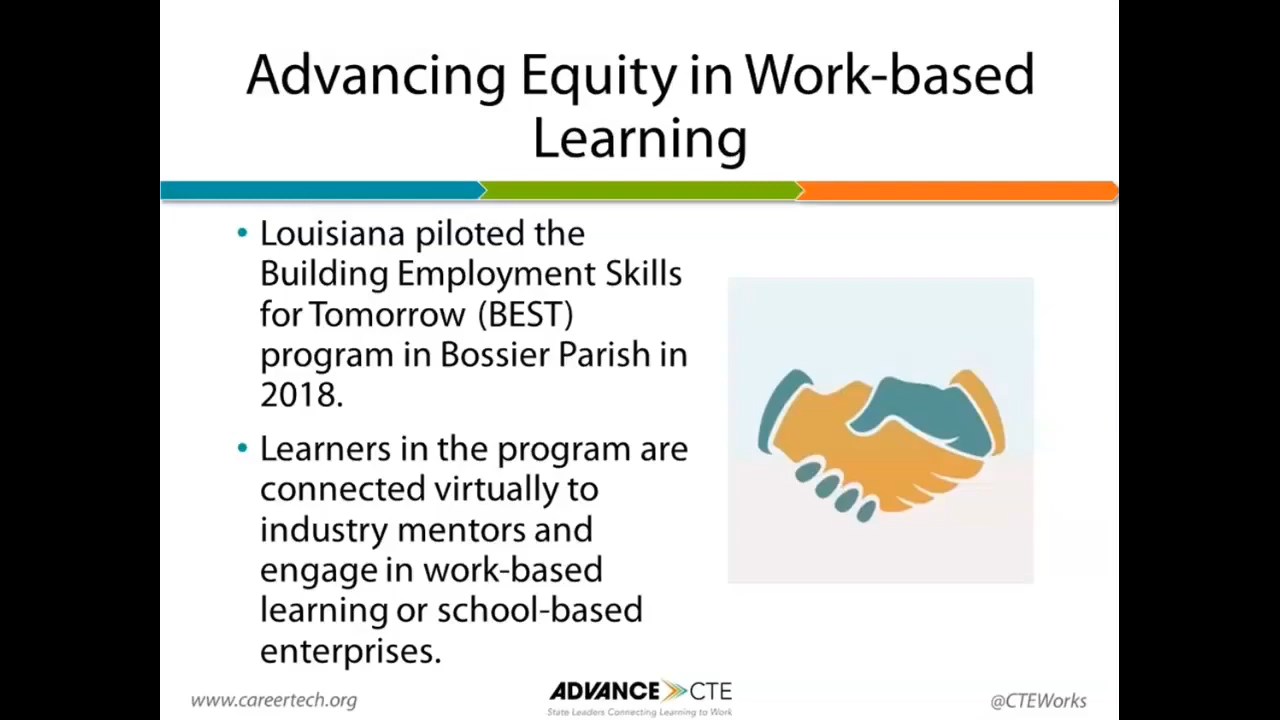 Advancing Equity in Work-based
Learning
• Louisiana piloted the
Building Employment Skills
for Tomorrow (BEST)
program in Bossier Parish in
2018.
• Learners in the program are
connected virtually to
industry mentors and
engage in work-based
learning or school-based
enterprises.
www.careertech.org
ADVANCE CTE
State Leaders Connecting Learning to Work
@CTEWorks